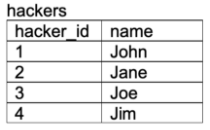 hackers
hacker_id name
1 John
2 Jane
3 Joe
4 Jim